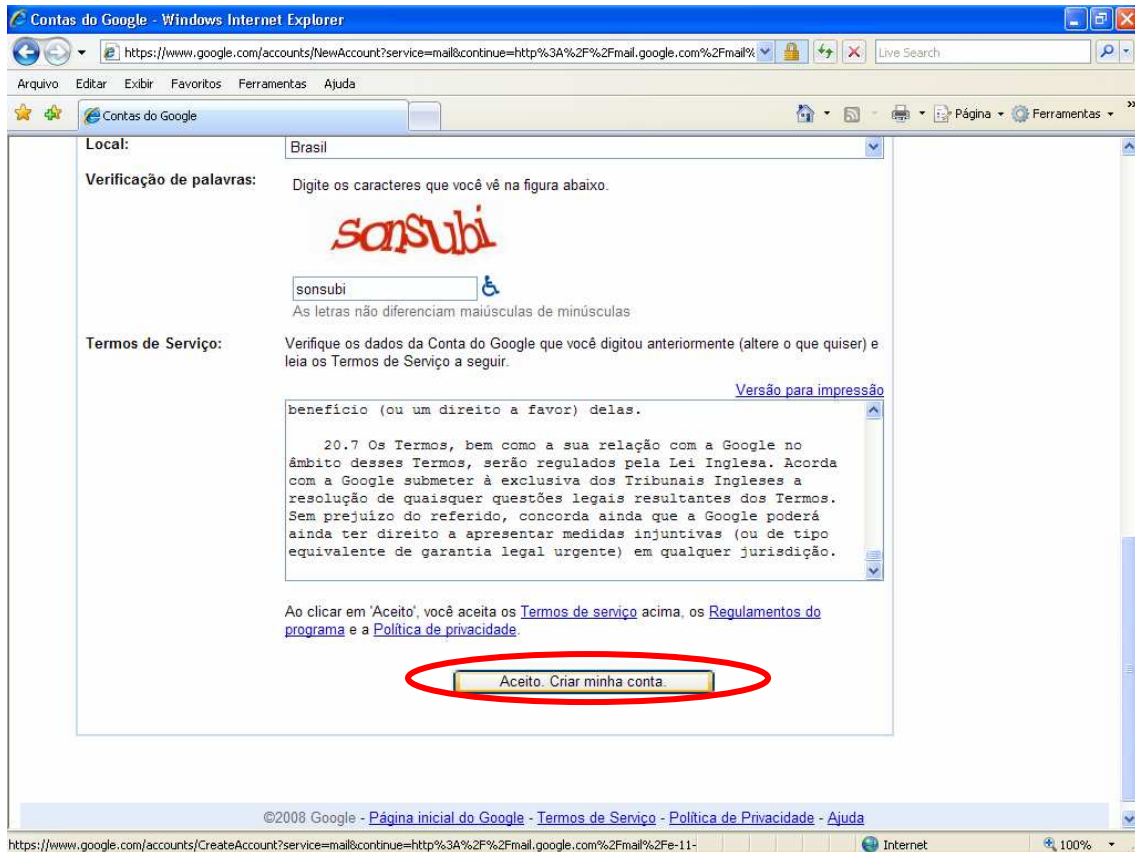 Contas do Google - Windows Internet Explorer
https://www.google.com/accounts/NewAccount?service=mail&continue=http%3A%2F%2Fmail.google.com%2Fmail%
Live Search
Arquivo Editar Exibir Favoritos Ferramentas Ajuda
Contas do Google
Página Ferramentas »
Local: Brasil
Verificação de palavras: Digite os caracteres que você vê na figura abaixo.
sonsubi
sonsubi
As letras não diferenciam maiúsculas de minúsculas
Termos de Serviço: Verifique os dados da Conta do Google que você digitou anteriormente (altere o que quiser) e
leia os Termos de Serviço a seguir.
Versão para impressão
benefício (ou um direito a favor) delas.
20.7 Os Termos, bem como a sua relação com a Google no
âmbito desses Termos, serão regulados pela Lei Inglesa. Acorda
com a Google submeter à exclusiva dos Tribunais Ingleses a
resolução de quaisquer questões legais resultantes dos Termos.
Sem prejuízo do referido, concorda ainda que a Google poderá
ainda ter direito a apresentar medidas injuntivas (ou de tipo
equivalente de garantia legal urgente) em qualquer jurisdição.
Ao clicar em 'Aceito', você aceita os Termos de serviço acima, os Regulamentos do
programa e a Política de privacidade.
Aceito. Criar minha conta.
©2008 Google - Página inicial do Google - Termos de Serviço - Política de Privacidade - Ajuda
https://www.google.com/accounts/CreateAccount?service=mail&continue=http%3A%2F%2Fmail.google.com%2Fmail%2Fe-11-
Internet 100%